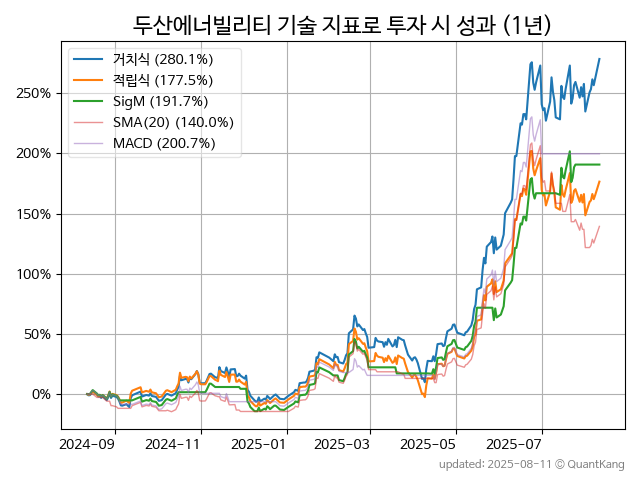 두산에너빌리티 기술 지표로 투자 시 성과 (1년)
거치식 (280.1%)
적립식 (177.5%)
SigM (191.7%)
SMA(20) (140.0%)
MACD (200.7%)
250%
200%
150%
100%
50%
0%
2024-09 2024-11 2025-01 2025-03 2025-05 2025-07
updated: 2025-08-11 © QuantKang